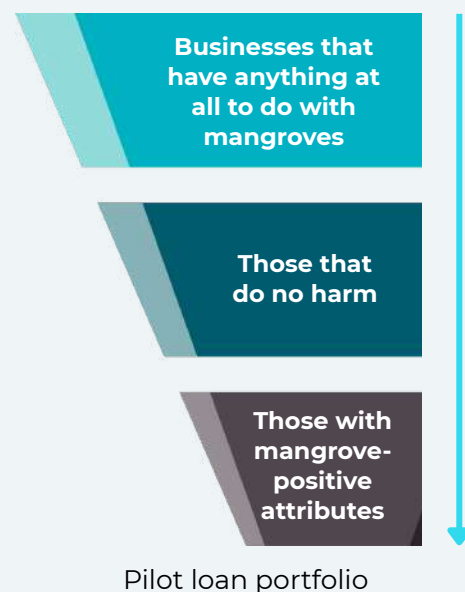 Businesses that
have anything at
all to do with
mangroves
Those that
do no harm
Those with
mangrove-
positive
attributes
Pilot loan portfolio